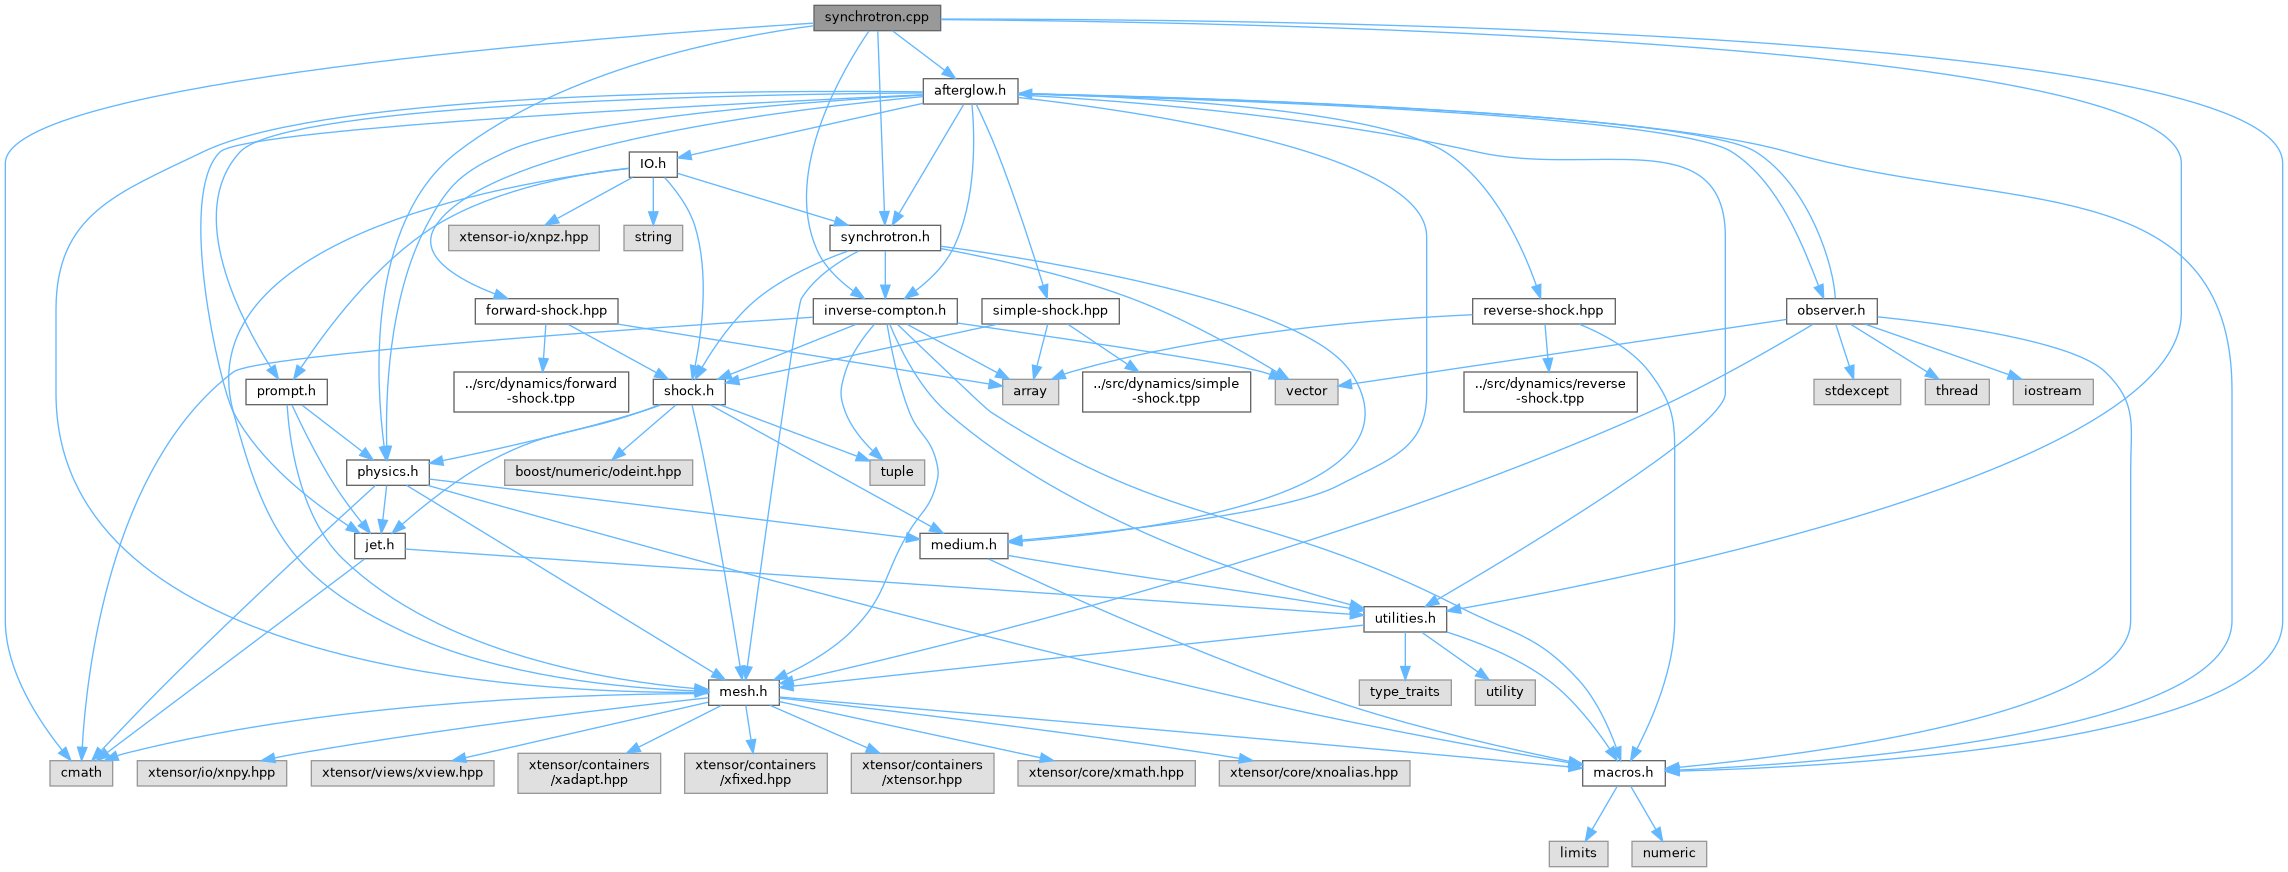 synchrotron.cpp
afterglow.h
IO.h
xtensor-io/xnpz.hpp
string
synchrotron.h
forward-shock.hpp
inverse-compton.h
simple-shock.hpp
reverse-shock.hpp
observer.h
prompt.h
../src/dynamics/forward
-shock.tpp
shock.h
array
../src/dynamics/simple
-shock.tpp
vector
../src/dynamics/reverse
-shock.tpp
stdexcept
thread
iostream
physics.h
boost/numeric/odeint.hpp
tuple
jet.h
medium.h
utilities.h
mesh.h
type_traits
utility
cmath
xtensor/io/xnpy.hpp
xtensor/views/xview.hpp
xtensor/containers
/xadapt.hpp
xtensor/containers
/xfixed.hpp
xtensor/containers
/xtensor.hpp
xtensor/core/xmath.hpp
xtensor/core/xnoalias.hpp
macros.h
limits
numeric